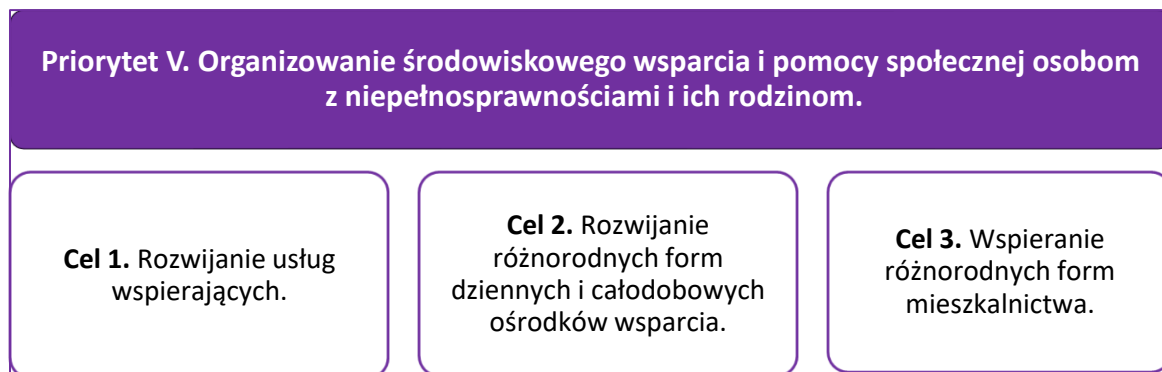 Priorytet V. Organizowanie środowiskowego wsparcia i pomocy społecznej osobom
z niepełnosprawnościami i ich rodzinom.
Cel 1. Rozwijanie usług
wspierających.
Cel 2. Rozwijanie
różnorodnych form
dziennych i całodobowych
ośrodków wsparcia.
Cel 3. Wspieranie
różnorodnych form
mieszkalnictwa.